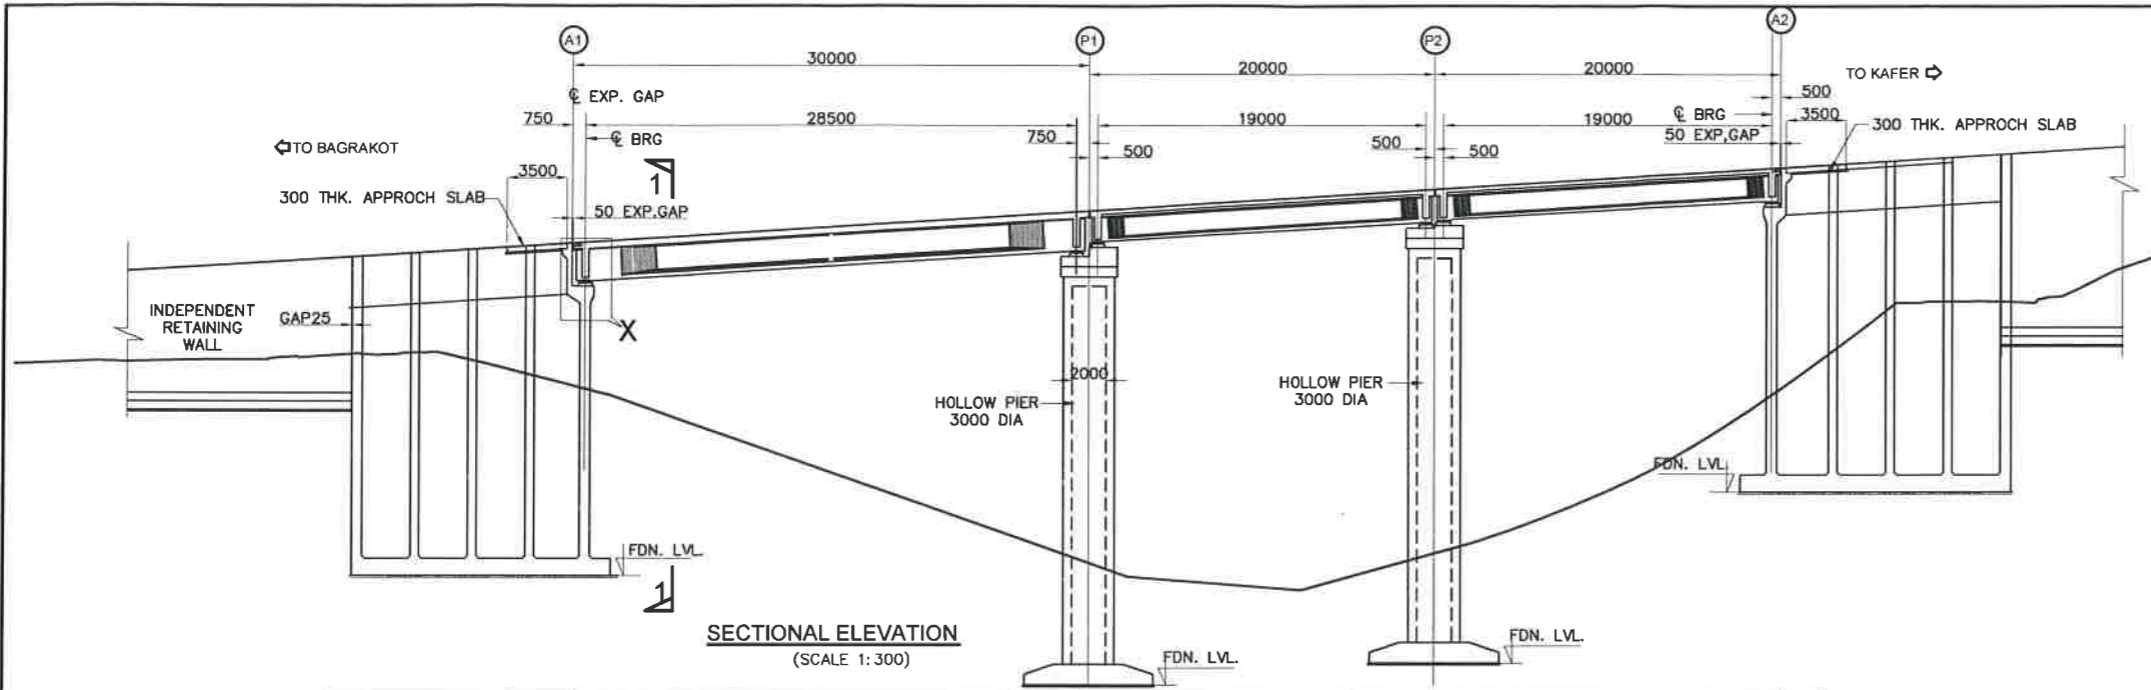 A1
P1
P2
A2
30000
20000
20000
TO KAFER
℄ EXP. GAP
500
750
28500
℄ BRG
750
19000
500
500
500
19000
℄ BRG
3500
50 EXP,GAP
300 THK. APPROCH SLAB
TO BAGRAKOT
3500
1
300 THK. APPROCH SLAB
50 EXP.GAP
INDEPENDENT
RETAINING
WALL
GAP25
X
2000
HOLLOW PIER
3000 DIA
HOLLOW PIER
3000 DIA
FDN. LVL.
FDN. LVL.
1
SECTIONAL ELEVATION
(SCALE 1:300)
FDN. LVL.
FDN. LVL.